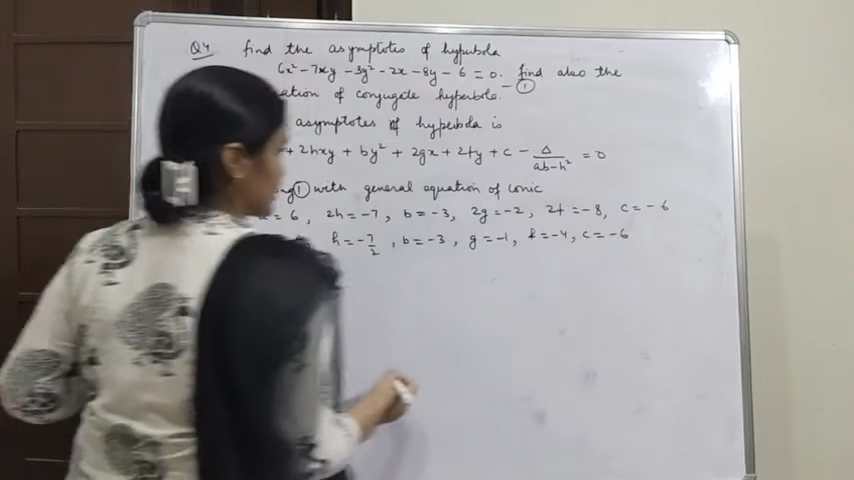 Q4 find the asymptotes of hyperbola
6x² - 7xy - 3y² - 2x - 8y - 6 = 0. find also the
ation of conjugate hyperbola. - ①
asymptotes of hyperbola is
+ 2hxy + by² + 2gx + 2fy + c - Δ/(ab-h²) = 0
ng ① with general equation of conic
a = 6, 2h = -7, b = -3, 2g = -2, 2f = -8, c = -6
h = -7/2, b = -3, g = -1, f = -4, c = -6